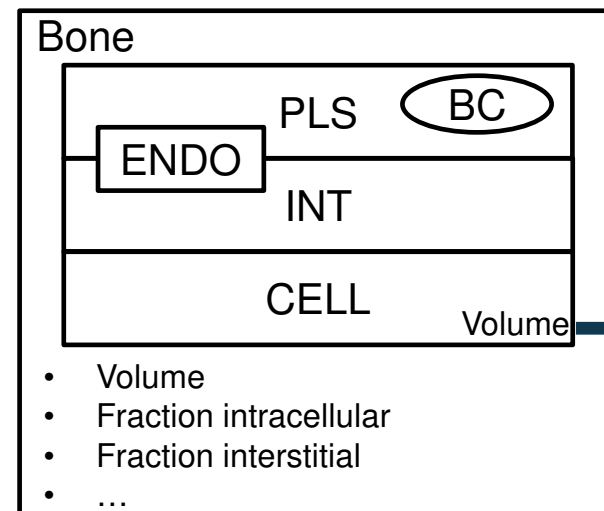 Bone
PLS BC
ENDO
INT
CELL
Volume
• Volume
• Fraction intracellular
• Fraction interstitial
• …